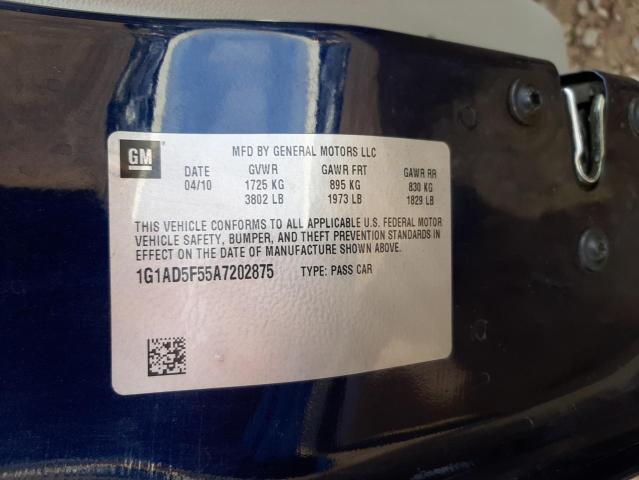 GM MFD BY GENERAL MOTORS LLC
DATE GVWR GAWR FRT GAWR RR
04/10 1725 KG 895 KG 830 KG
3802 LB 1973 LB 1829 LB
THIS VEHICLE CONFORMS TO ALL APPLICABLE U.S. FEDERAL MOTOR
VEHICLE SAFETY, BUMPER, AND THEFT PREVENTION STANDARDS IN
EFFECT ON THE DATE OF MANUFACTURE SHOWN ABOVE.
1G1AD5F55A7202875 TYPE: PASS CAR